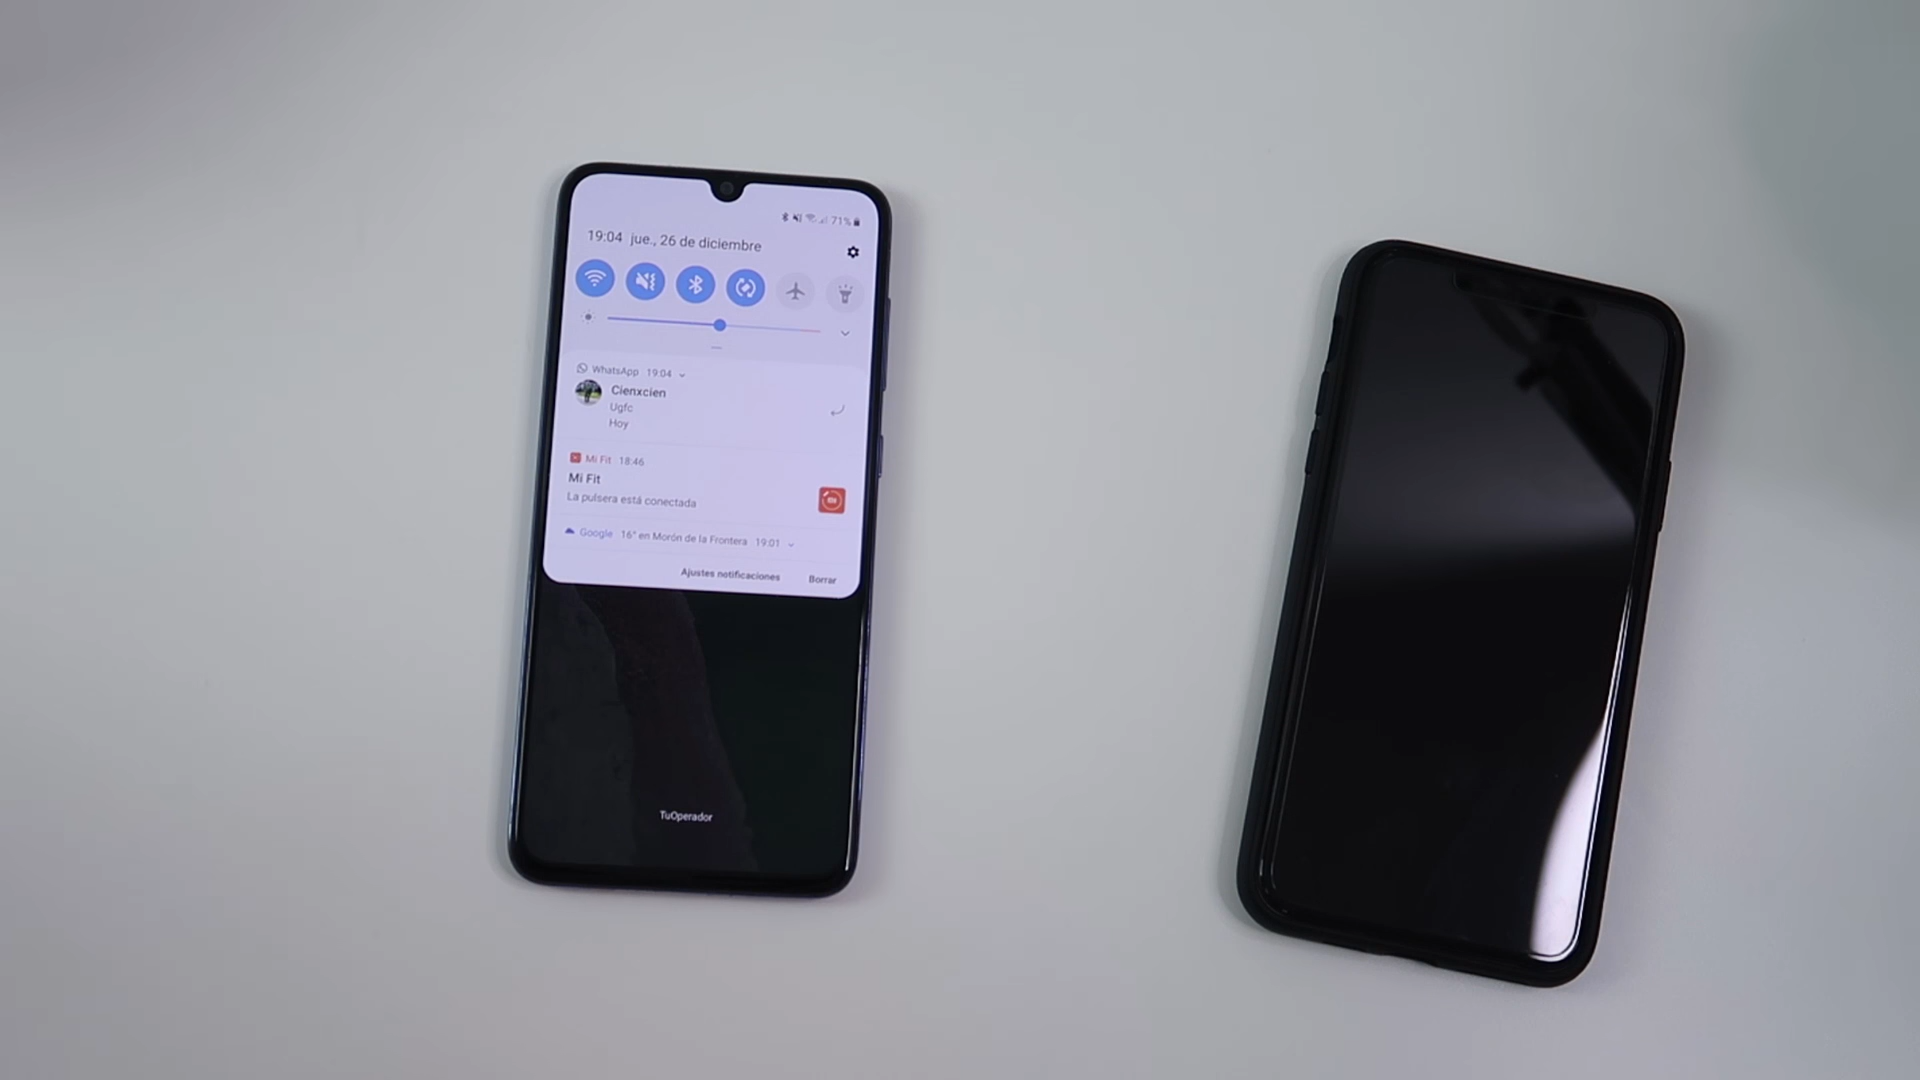 71%
19:04 jue., 26 de diciembre
WhatsApp 19:04
Cienxcien
Ugfc
Hoy
Mi Fit 18:46
Mi Fit
La pulsera está conectada
Google 16° en Morón de la Frontera 19:01
Ajustes notificaciones Borrar
TuOperador